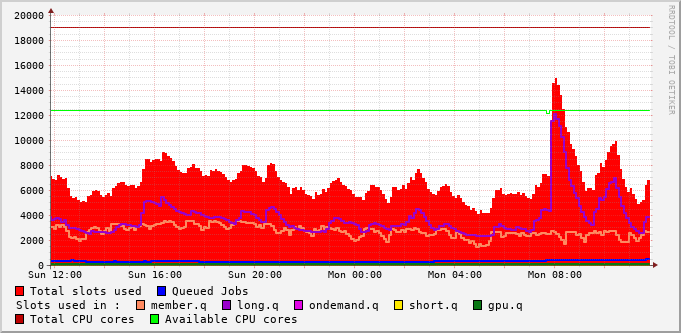 20000
18000
16000
14000
12000
10000
8000
6000
4000
2000
0
Sun 12:00 Sun 16:00 Sun 20:00 Mon 00:00 Mon 04:00 Mon 08:00
RRDTOOL / TOBI OETIKER
Total slots used Queued Jobs
Slots used in : member.q long.q ondemand.q short.q gpu.q
Total CPU cores Available CPU cores